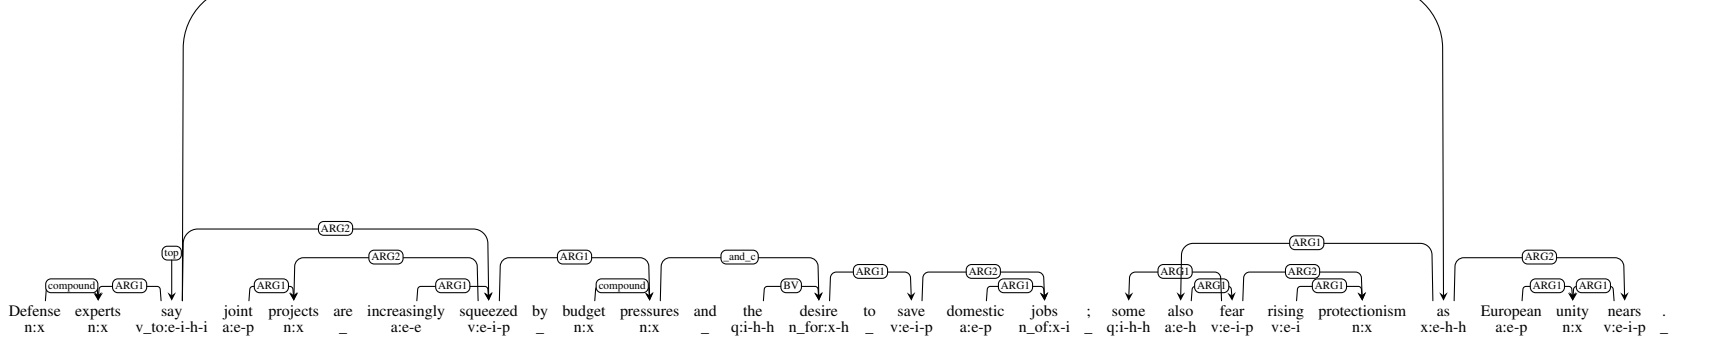 top
ARG2
ARG1
ARG2
ARG1
_and_c
ARG2
ARG1
ARG2
ARG1
ARG2
compound
ARG1
ARG1
ARG1
compound
BV
ARG1
ARG1
ARG1
ARG1
ARG1
Defense experts say joint projects are increasingly squeezed by budget pressures and the desire to save domestic jobs ; some also fear rising protectionism as European unity nears .
n:x n:x v_to:e-i-h-i a:e-p n:x _ a:e-e v:e-i-p _ n:x n:x _ q:i-h-h n_for:x-h _ v:e-i-p a:e-p n_of:x-i _ q:i-h-h a:e-h v:e-i-p v:e-i n:x x:e-h-h a:e-p n:x v:e-i-p _